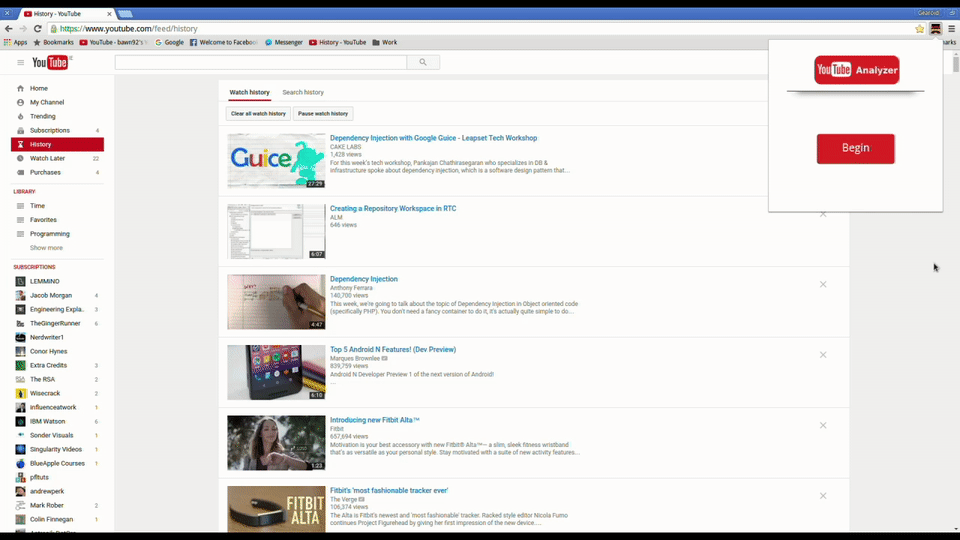 History - YouTube
Gearoid
https://www.youtube.com/feed/history
Apps Bookmarks YouTube - bawn92's Google Welcome to Facebo Messenger History - YouTube Work
YouTube
YouTube Analyzer
Begin
Home
My Channel
Trending
Subscriptions 4
History
Watch Later 22
Purchases 4
LIBRARY
Time
Favorites
Programming
Show more
SUBSCRIPTIONS
LEMMiNO
Jacob Morgan 4
Engineering Expla.. 3
TheGingerRunner 6
Nerdwriter1
Conor Hynes
Extra Credits 3
The RSA 2
Wisecrack 2
influenceatwork 1
IBM Watson 6
Sonder Visuals 1
Singularity Videos 1
BlueApple Courses 1
pfltuts
andrewperk
Mark Rober 2
Colin Finnegan
Watch history Search history
Clear all watch history Pause watch history
Guice
27:29
Dependency Injection with Google Guice - Leapset Tech Workshop
CAKE LABS
1,428 views
For this week's tech workshop, Pankajan Chathirasegaran who specializes in DB &
Infrastructure spoke about dependency injection, which is a software design pattern that...
6:07
Creating a Repository Workspace in RTC
ALM
646 views
4:47
Dependency Injection
Anthony Ferrara
140,700 views
This week, we're going to talk about the topic of Dependency Injection in Object oriented code
(specifically PHP). You don't need a fancy container to do it, it's actually quite simple to do...
6:10
Top 5 Android N Features! (Dev Preview)
Marques Brownlee
839,759 views
Android N Developer Preview 1 of the next version of Android!
...
1:23
Introducing new Fitbit Alta™
Fitbit
657,694 views
Motivation is your best accessory with new Fitbit® Alta™— a slim, sleek fitness wristband
that's as versatile as your personal style. Stay motivated with a suite of new activity features...
FITBIT
ALTA
Fitbit's 'most fashionable tracker ever'
The Verge
106,374 views
The Alta is Fitbit's newest and 'most fashionable' tracker. Racked style editor Nicola Fumo
continues Project Figurehead by giving her first impression of the new device....